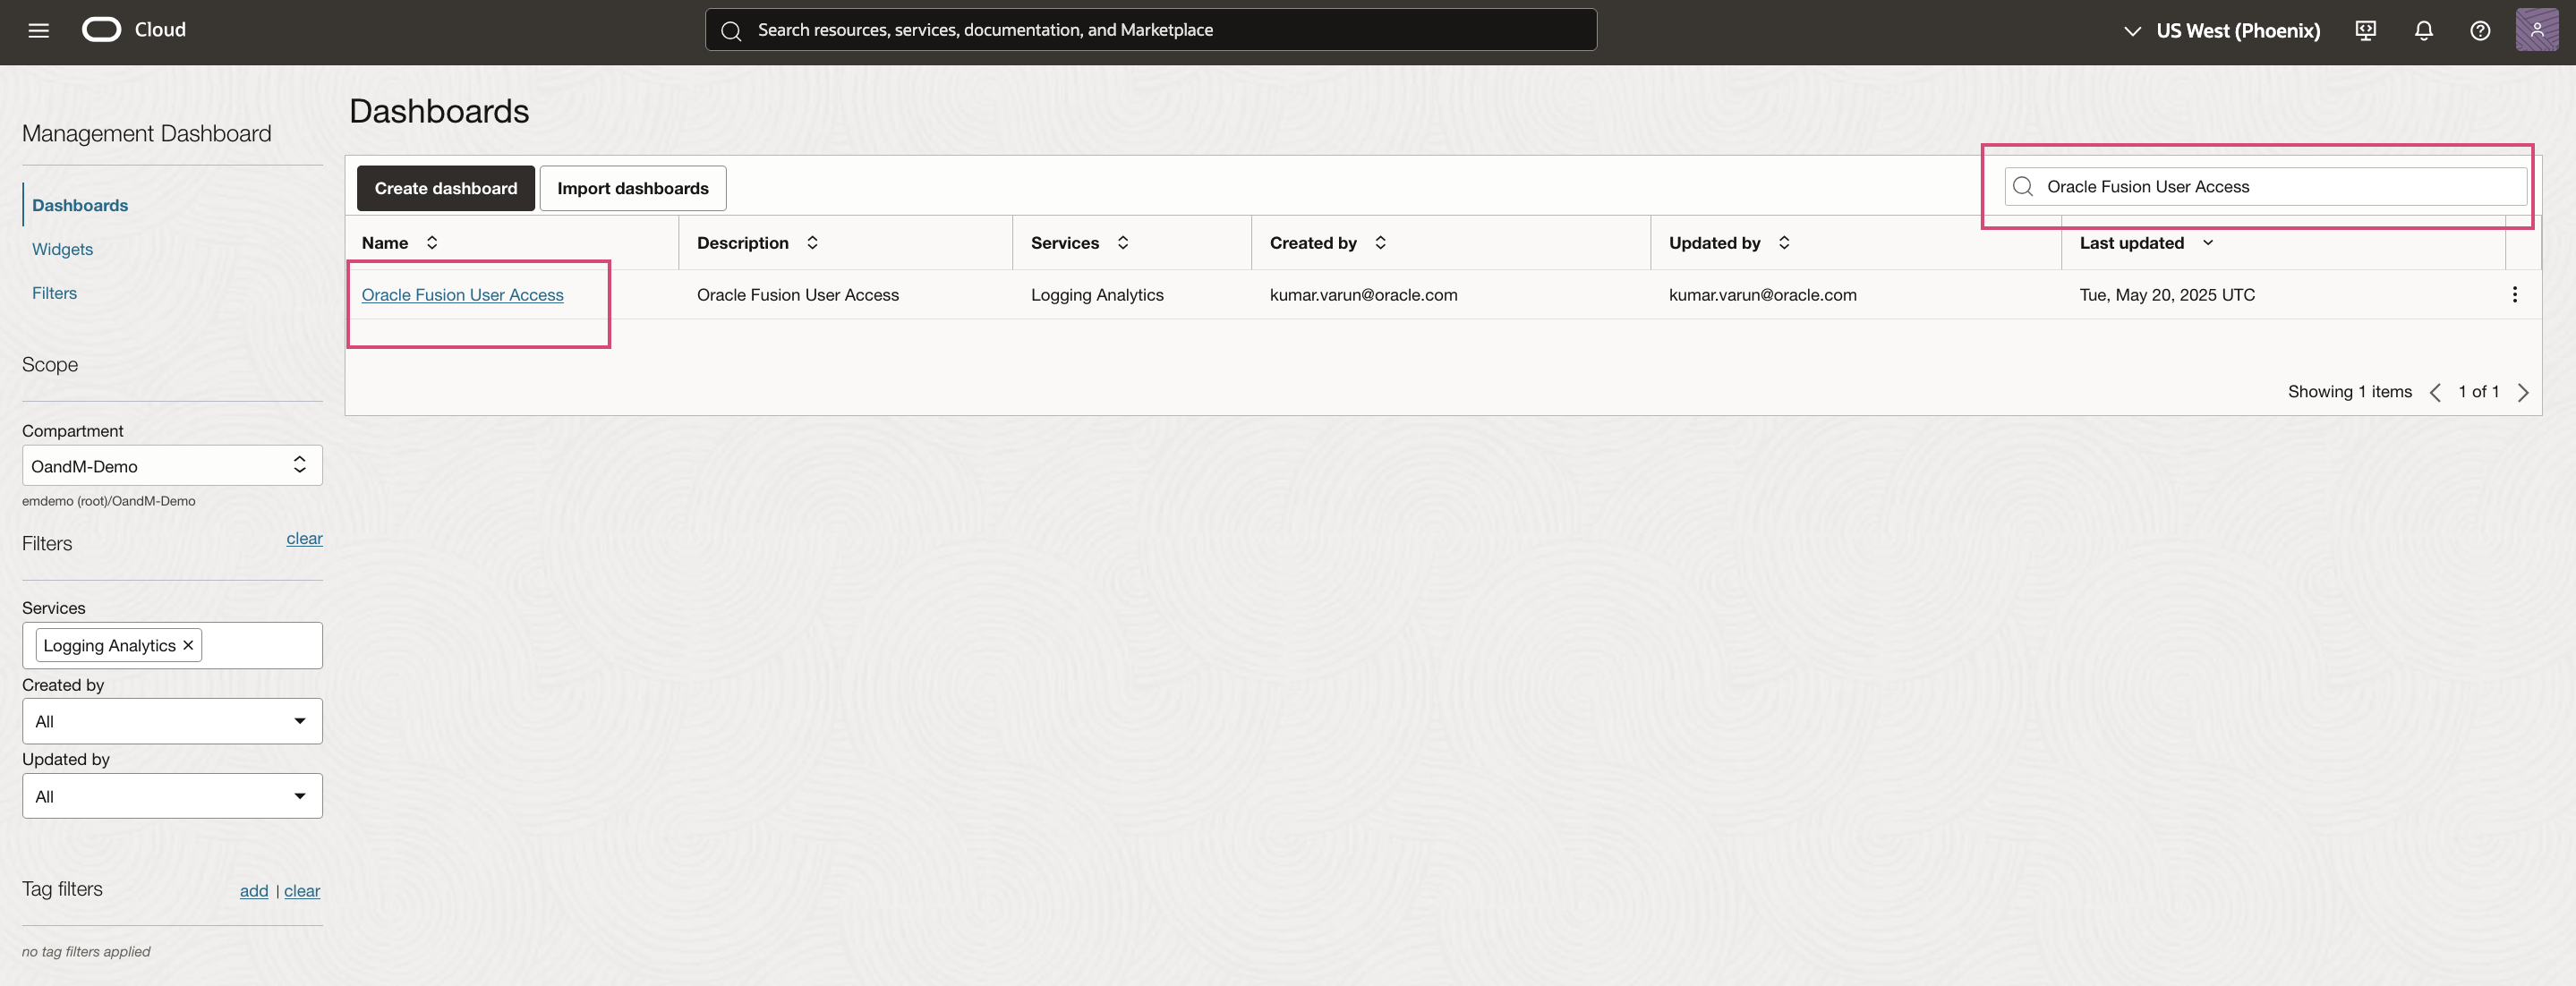 Cloud
Search resources, services, documentation, and Marketplace
US West (Phoenix)
Management Dashboard
Dashboards
Widgets
Filters
Scope
Compartment
OandM-Demo
emdemo (root)/OandM-Demo
Filters clear
Services
Logging Analytics ×
Created by
All
Updated by
All
Tag filters add | clear
no tag filters applied
Dashboards
Create dashboard Import dashboards Oracle Fusion User Access
Name Description Services Created by Updated by Last updated
Oracle Fusion User Access Oracle Fusion User Access Logging Analytics kumar.varun@oracle.com kumar.varun@oracle.com Tue, May 20, 2025 UTC
Showing 1 items 1 of 1